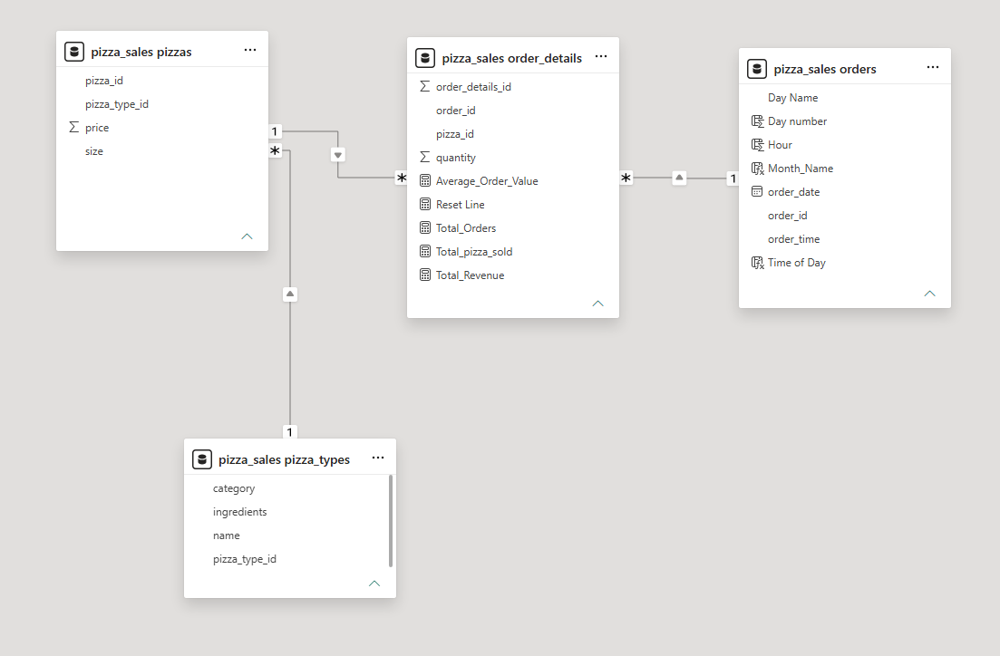 pizza_sales pizzas
pizza_id
pizza_type_id
price
size
1
*
pizza_sales order_details
order_details_id
order_id
pizza_id
quantity
Average_Order_Value
Reset Line
Total_Orders
Total_pizza_sold
Total_Revenue
*
*
1
pizza_sales orders
Day Name
Day number
Hour
Month_Name
order_date
order_id
order_time
Time of Day
1
pizza_sales pizza_types
category
ingredients
name
pizza_type_id